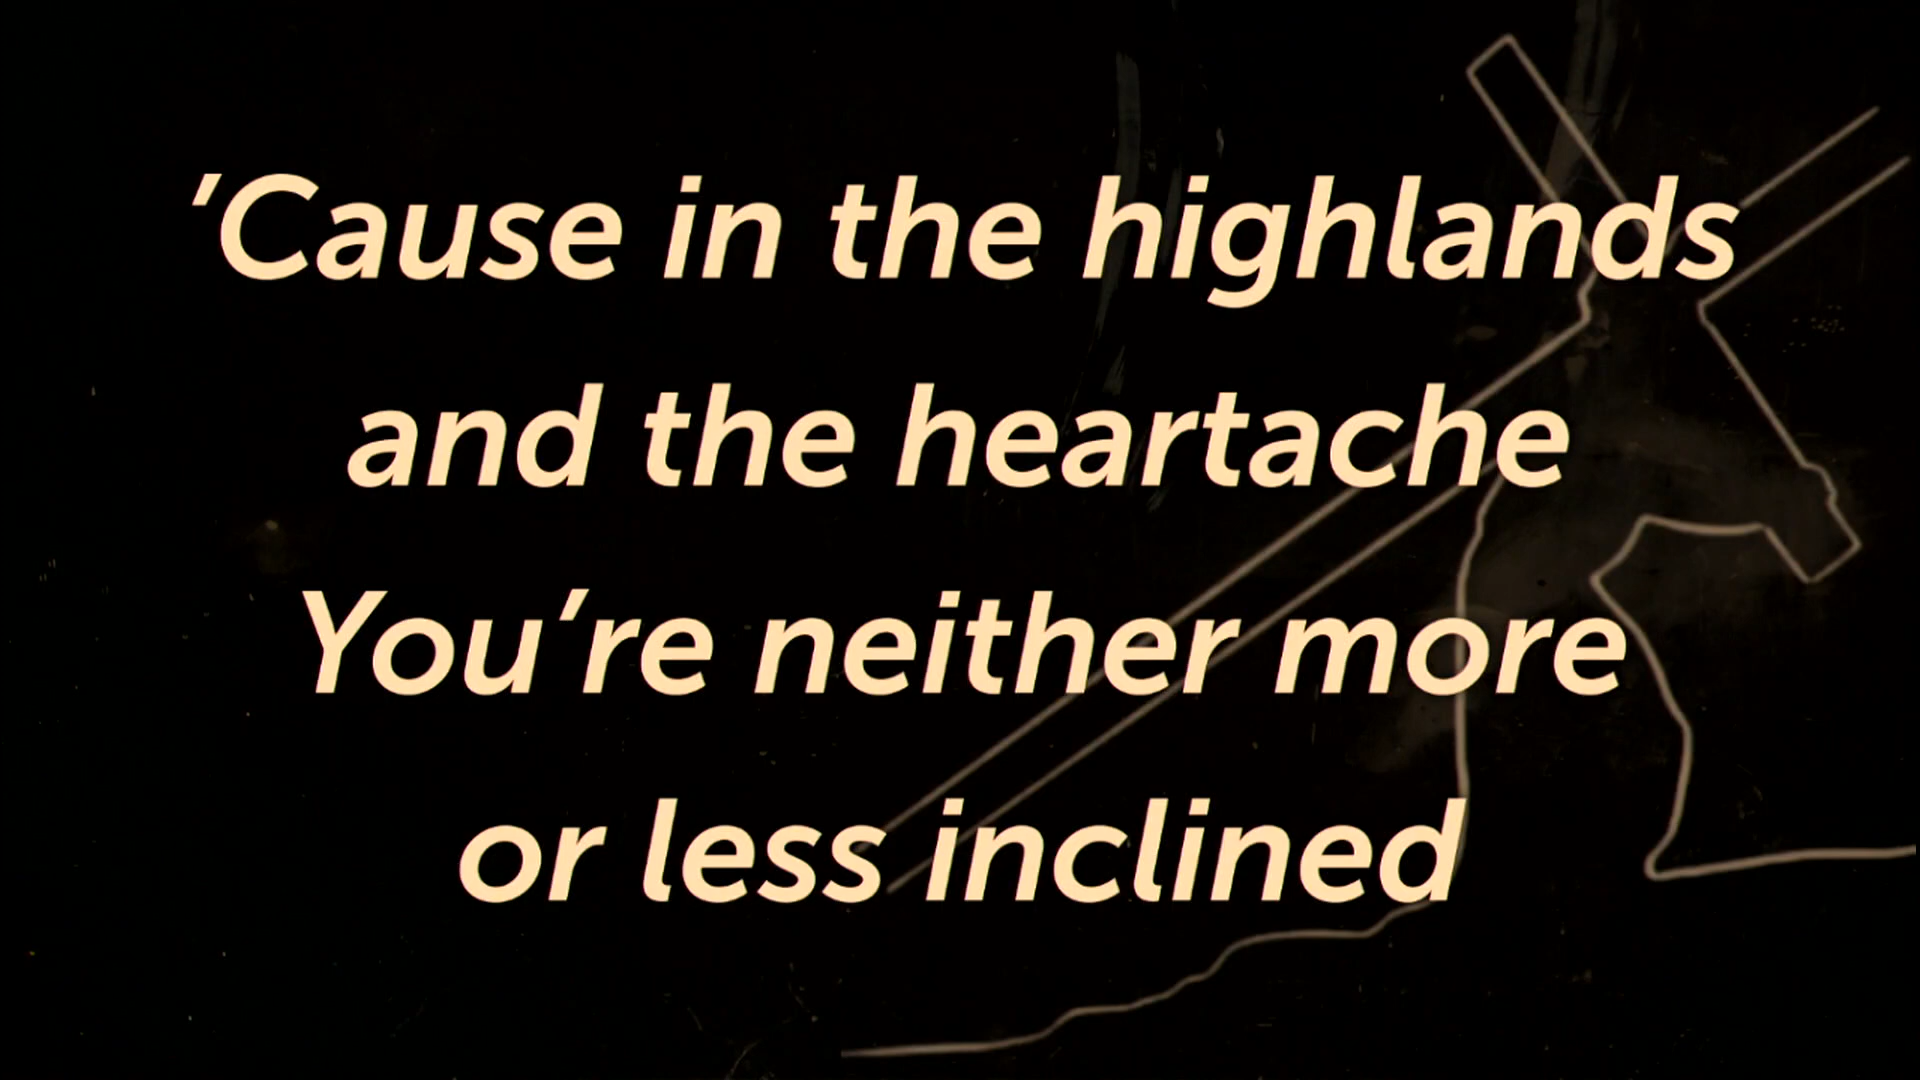 ’Cause in the highlands
and the heartache
You’re neither more
or less inclined